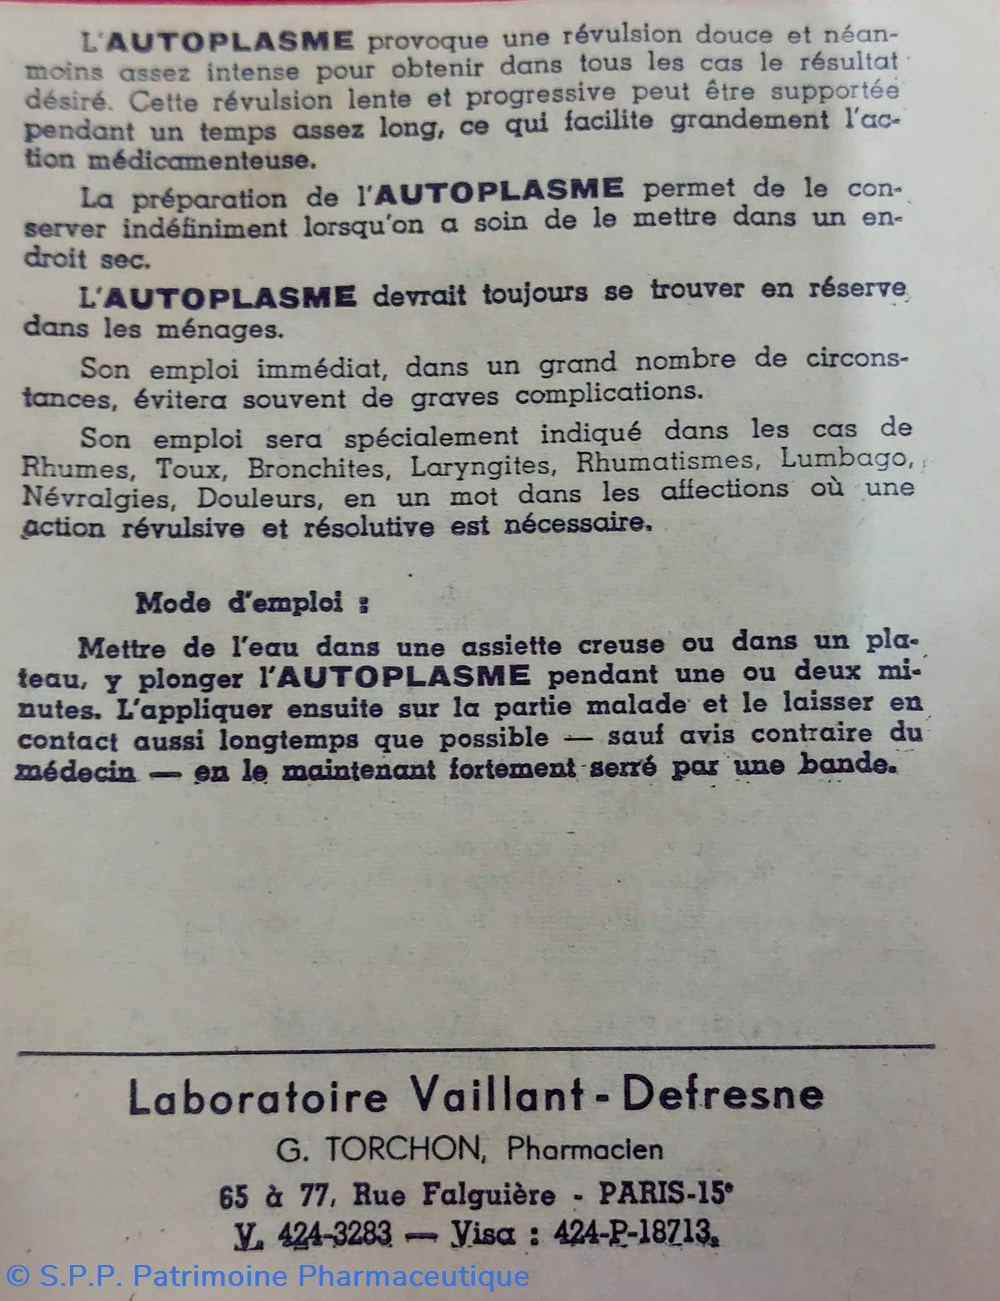 L'AUTOPLASME provoque une révulsion douce et néan-
moins assez intense pour obtenir dans tous les cas le résultat
désiré. Cette révulsion lente et progressive peut être supportée
pendant un temps assez long, ce qui facilite grandement l'ac-
tion médicamenteuse.
La préparation de l'AUTOPLASME permet de le con-
server indéfiniment lorsqu'on a soin de le mettre dans un en-
droit sec.
L'AUTOPLASME devrait toujours se trouver en réserve
dans les ménages.
Son emploi immédiat, dans un grand nombre de circons-
tances, évitera souvent de graves complications.
Son emploi sera spécialement indiqué dans les cas de
Rhumes, Toux, Bronchites, Laryngites, Rhumatismes, Lumbago,
Névralgies, Douleurs, en un mot dans les affections où une
action révulsive et résolutive est nécessaire.
Mode d'emploi :
Mettre de l'eau dans une assiette creuse ou dans un pla-
teau, y plonger l'AUTOPLASME pendant une ou deux mi-
nutes. L'appliquer ensuite sur la partie malade et le laisser en
contact aussi longtemps que possible — sauf avis contraire du
médecin — en le maintenant fortement serré par une bande.
Laboratoire Vaillant-Defresne
G. TORCHON, Pharmacien
65 à 77, Rue Falguière - PARIS-15e
V. 424-3283 — Visa : 424-P-18713.
© S.P.P. Patrimoine Pharmaceutique